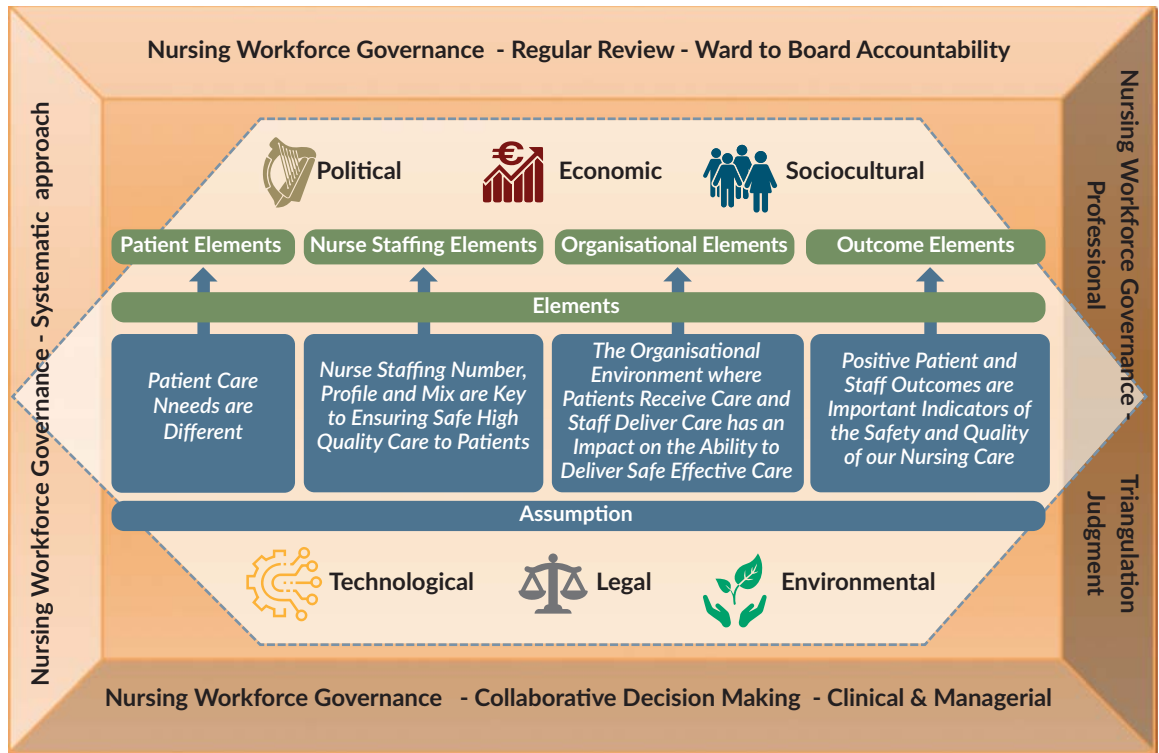 Nursing Workforce Governance - Regular Review - Ward to Board Accountability
Nursing Workforce Governance - Systematic approach
Political
Economic
Sociocultural
Patient Elements
Nurse Staffing Elements
Organisational Elements
Outcome Elements
Elements
Patient Care
Nneeds are
Different
Nurse Staffing Number,
Profile and Mix are Key
to Ensuring Safe High
Quality Care to Patients
The Organisational
Environment where
Patients Receive Care and
Staff Deliver Care has an
Impact on the Ability to
Deliver Safe Effective Care
Positive Patient and
Staff Outcomes are
Important Indicators of
the Safety and Quality
of our Nursing Care
Assumption
Technological
Legal
Environmental
Nursing Workforce Governance - Triangulation
Professional Judgment
Nursing Workforce Governance - Collaborative Decision Making - Clinical & Managerial